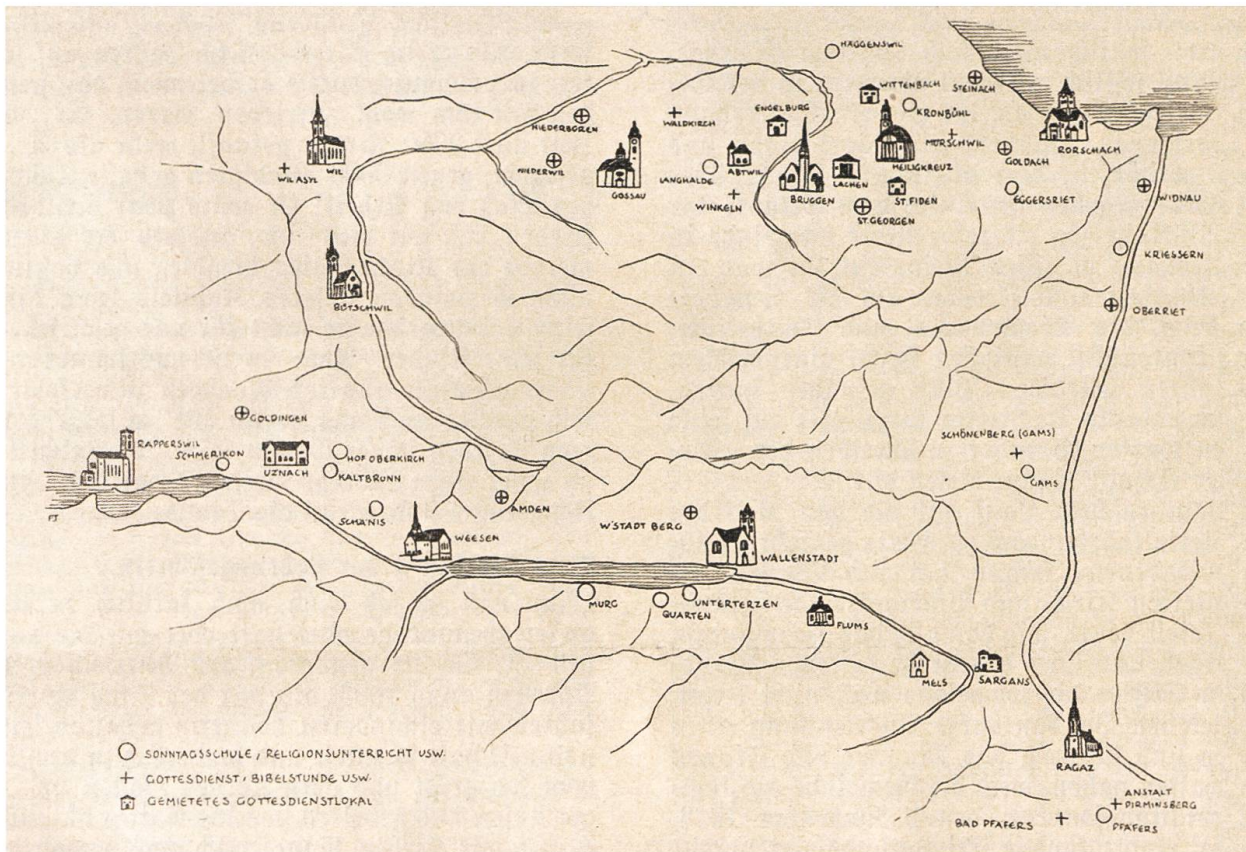 HÄGGENSWIL
WITTENBACH
STEINACH
KRONBÜHL
ENGELBURG
NIEDERBÜREN
WALDKIRCH
MÖRSCHWIL
RORSCHACH
GOLDACH
NIEDERWIL
WIL ASYL
WIL
GOSSAU
LANGHALDE
ABTWIL
LACHEN
HEILIGKREUZ
WINKELN
BRUGGEN
ST. FIDEN
EGGERSRIET
WIDNAU
ST. GEORGEN
KRIESSERN
BÜTSCHWIL
OBERRIET
GOLDINGEN
RAPPERSWIL
SCHMERIKON
UZNACH
HOF OBERKIRCH
KALTBRUNN
SCHÖNENBERG (GAMS)
GAMS
SCHÄNIS
AMDEN
W'STADT BERG
WEESEN
WALLENSTADT
MURG
QUARTEN
UNTERTERZEN
FLUMS
MELS
SARGANS
RAGAZ
ANSTALT
PIRMINSBERG
BAD PFÄFERS
PFÄFERS
SONNTAGSSCHULE, RELIGIONSUNTERRICHT USW.
GOTTESDIENST, BIBELSTUNDE USW.
GEMIETETES GOTTESDIENSTLOKAL